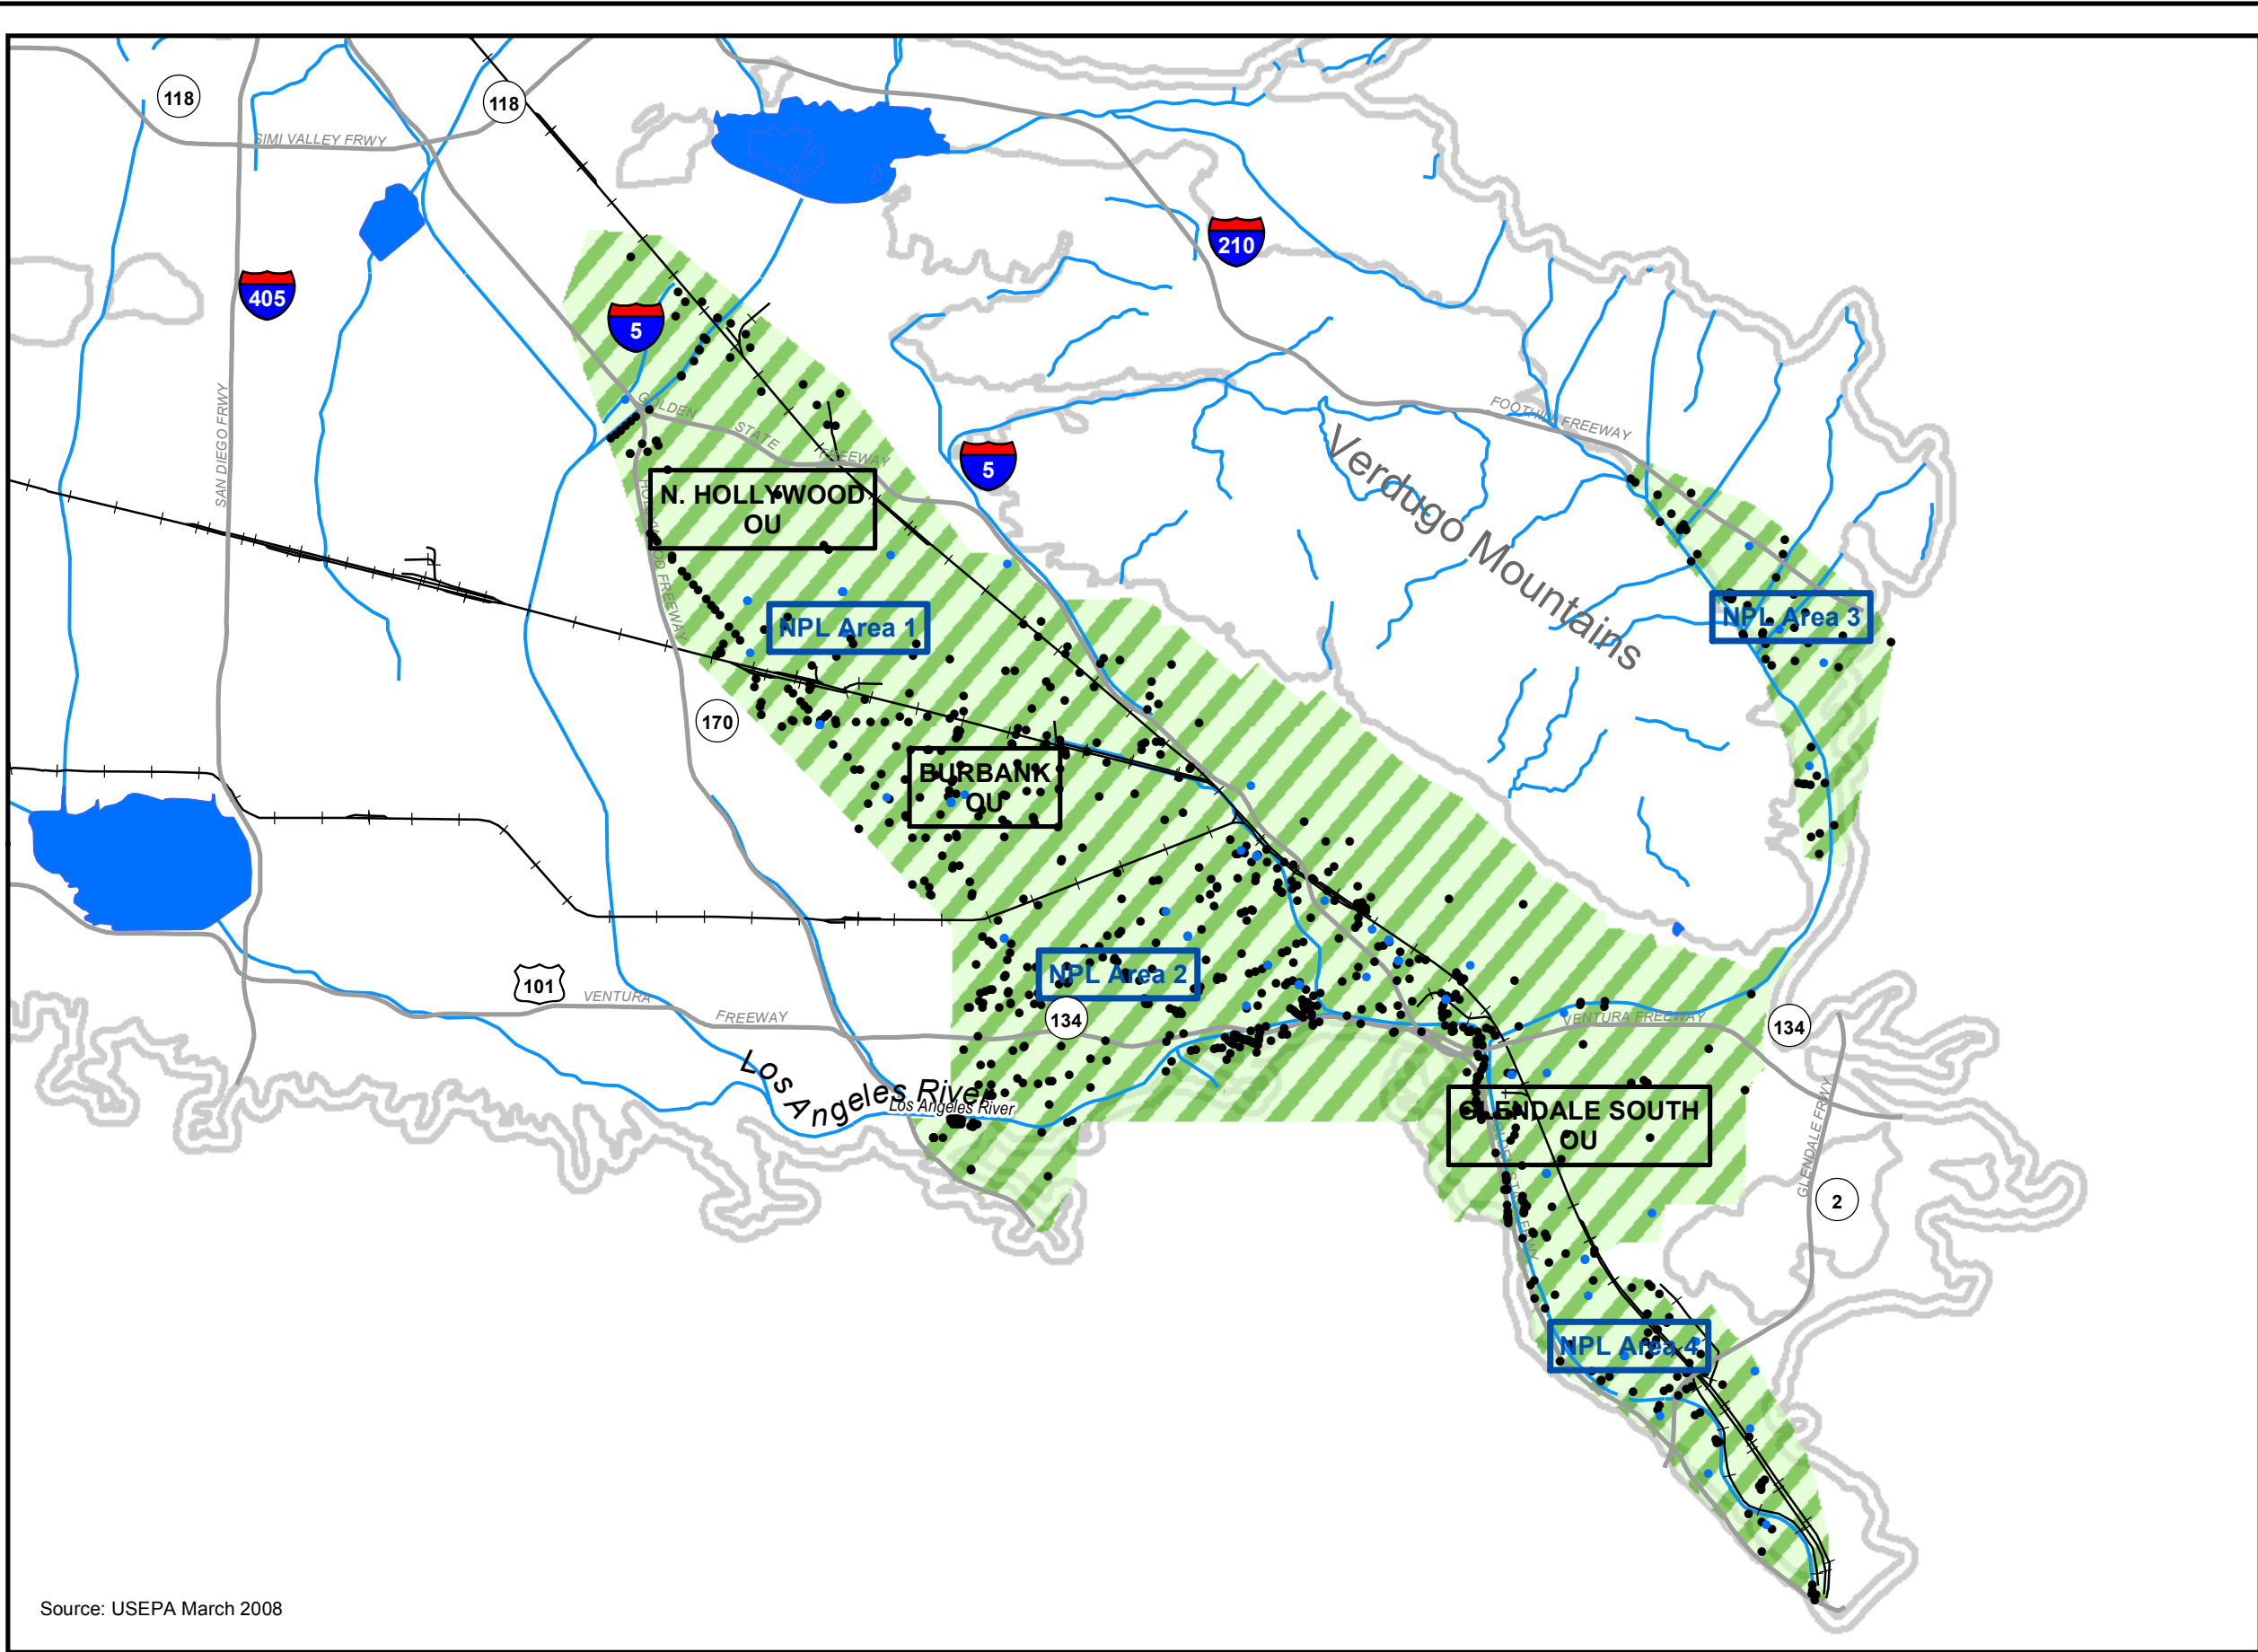 118
118
SIMI VALLEY FRWY
210
405
5
SAN DIEGO FRWY
GOLDEN
STATE
FREEWAY
5
FOOTHILL FREEWAY
Verdugo Mountains
N. HOLLYWOOD
OU
HOLLYWOOD FREEWAY
NPL Area 1
NPL Area 3
170
BURBANK
OU
NPL Area 2
101
VENTURA
FREEWAY
134
VENTURA FREEWAY
134
Los Angeles River
Los Angeles River
GLENDALE SOUTH
OU
GLENDALE FRWY
2
NPL Area 4
Source: USEPA March 2008